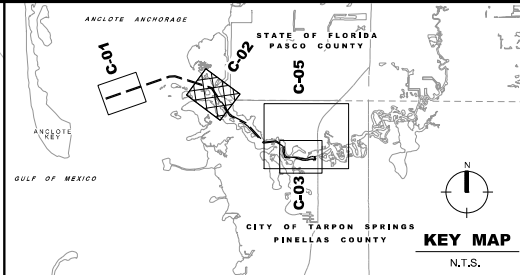 ANCLOTE ANCHORAGE
C-01
C-02
STATE OF FLORIDA
PASCO COUNTY
C-05
ANCLOTE
KEY
GULF OF MEXICO
C-03
N
CITY OF TARPON SPRINGS
PINELLAS COUNTY
KEY MAP
N.T.S.